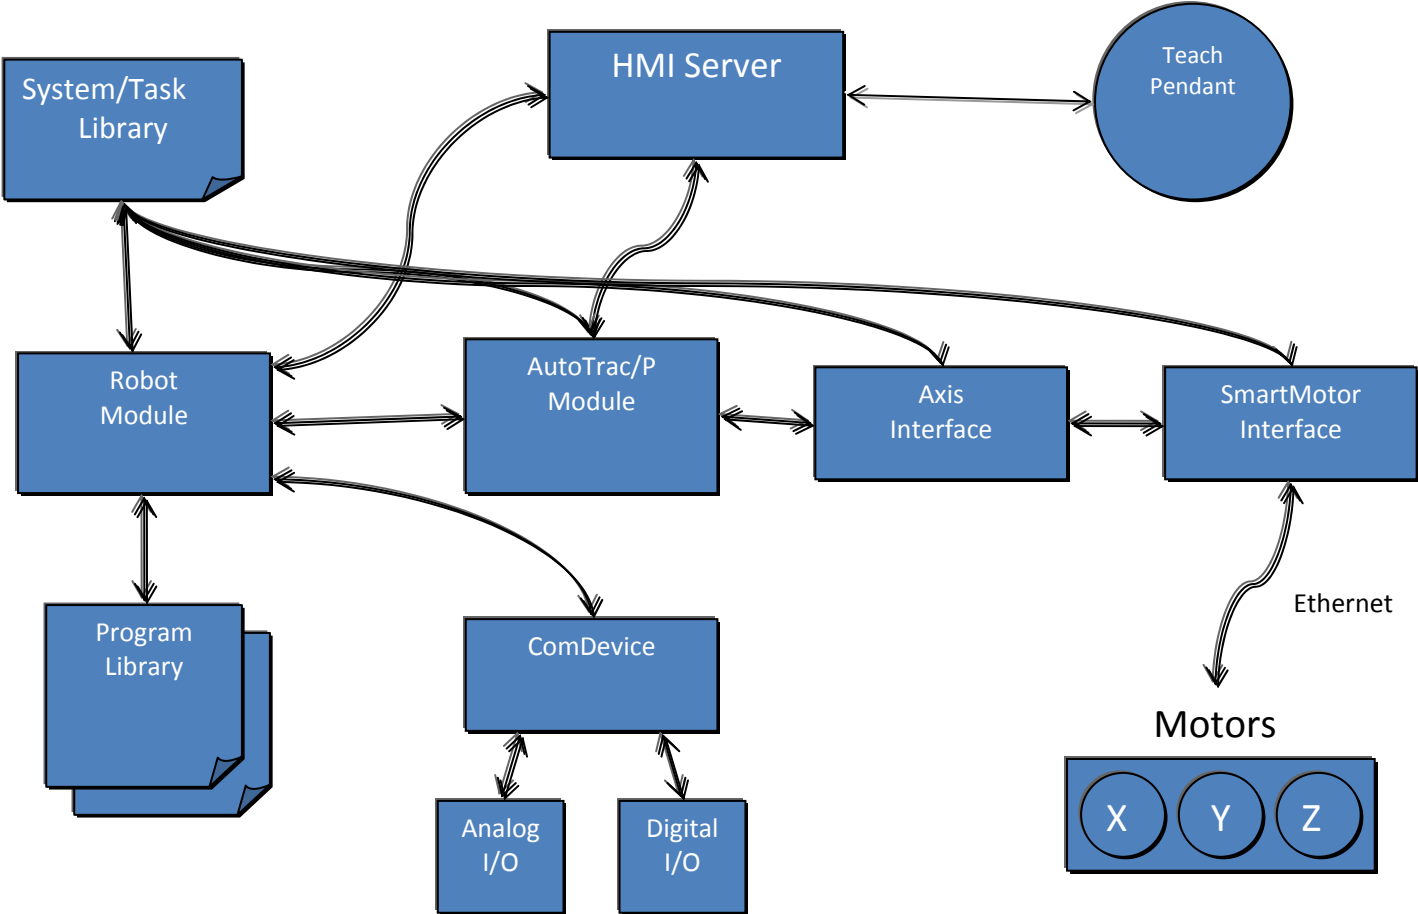 HMI Server
Teach
Pendant
System/Task
Library
Robot
Module
AutoTrac/P
Module
Axis
Interface
SmartMotor
Interface
Ethernet
Program
Library
ComDevice
Motors
X Y Z
Analog
I/O
Digital
I/O